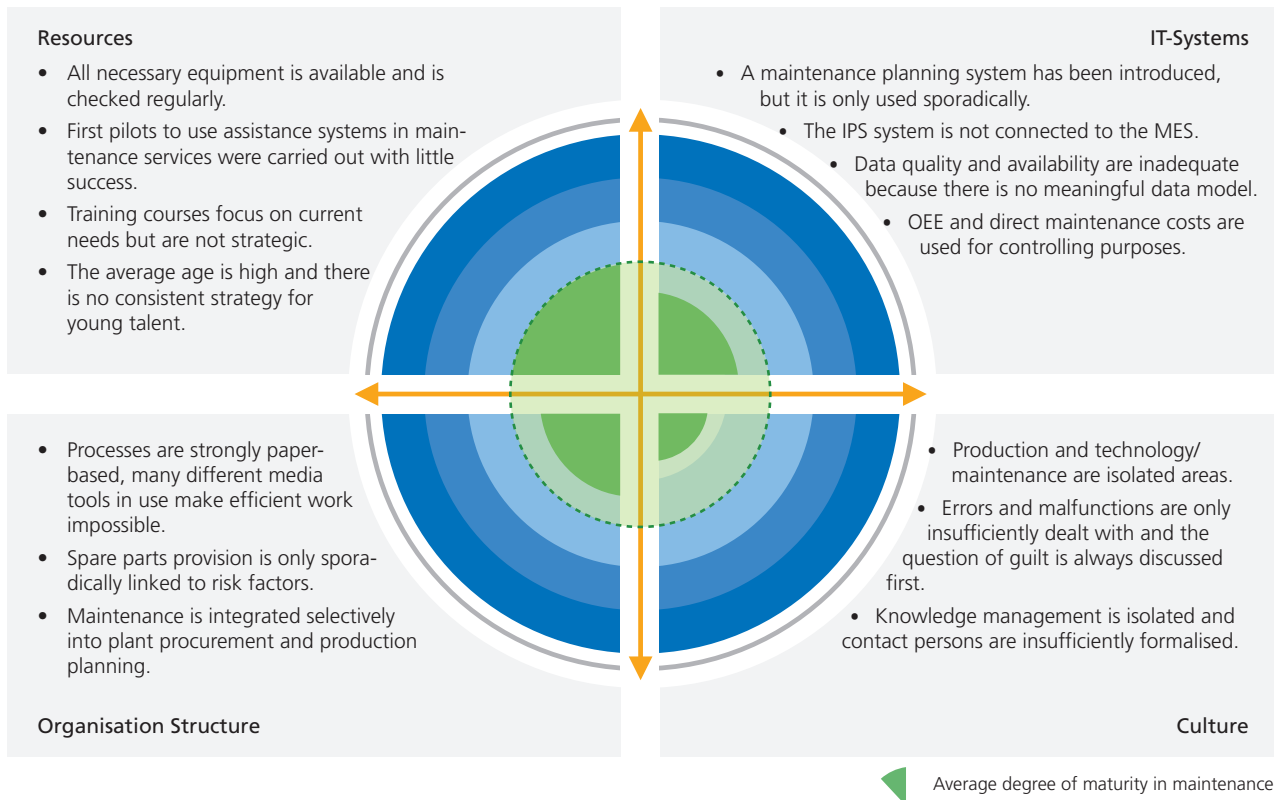 Resources
• All necessary equipment is available and is
checked regularly.
• First pilots to use assistance systems in main-
tenance services were carried out with little
success.
• Training courses focus on current
needs but are not strategic.
• The average age is high and there
is no consistent strategy for
young talent.
IT-Systems
• A maintenance planning system has been introduced,
but it is only used sporadically.
• The IPS system is not connected to the MES.
• Data quality and availability are inadequate
because there is no meaningful data model.
• OEE and direct maintenance costs are
used for controlling purposes.
• Processes are strongly paper-
based, many different media
tools in use make efficient work
impossible.
• Spare parts provision is only spora-
dically linked to risk factors.
• Maintenance is integrated selectively
into plant procurement and production
planning.
Organisation Structure
• Production and technology/
maintenance are isolated areas.
• Errors and malfunctions are only
insufficiently dealt with and the
question of guilt is always discussed
first.
• Knowledge management is isolated and
contact persons are insufficiently formalised.
Culture
Average degree of maturity in maintenance